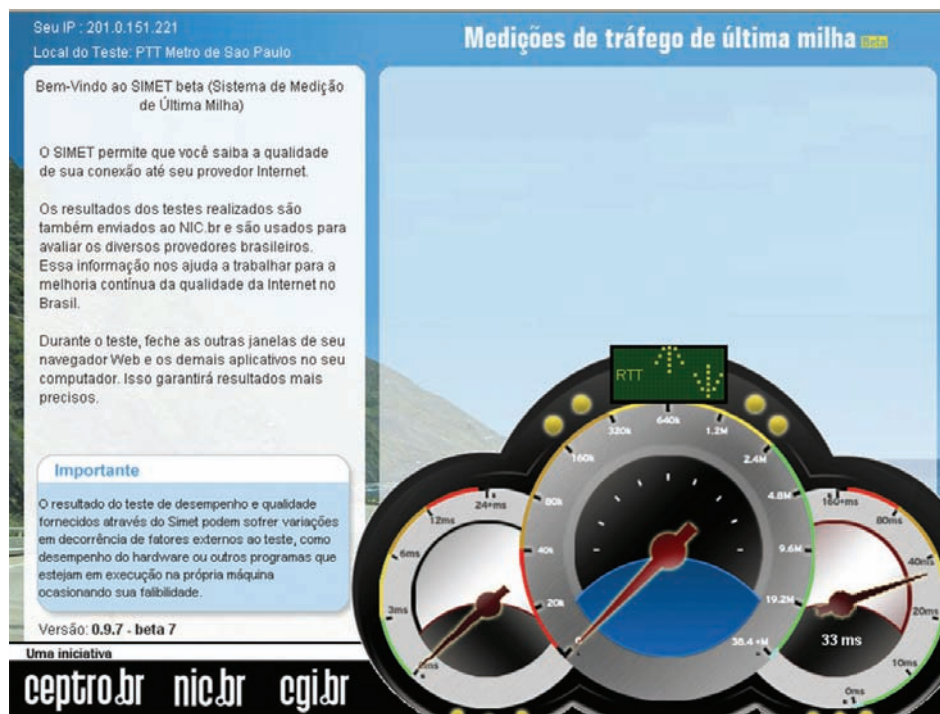 Seu IP : 201.0.151.221
Local do Teste: PTT Metro de Sao Paulo
Medições de tráfego de última milha Beta
Bem-Vindo ao SIMET beta (Sistema de Medição
de Última Milha)
O SIMET permite que você saiba a qualidade
de sua conexão até seu provedor Internet.
Os resultados dos testes realizados são
também enviados ao NIC.br e são usados para
avaliar os diversos provedores brasileiros.
Essa informação nos ajuda a trabalhar para a
melhoria contínua da qualidade da Internet no
Brasil.
Durante o teste, feche as outras janelas de seu
navegador Web e os demais aplicativos no seu
computador. Isso garantirá resultados mais
precisos.
Importante
O resultado do teste de desempenho e qualidade
fornecidos através do Simet podem sofrer variações
em decorrência de fatores externos ao teste, como
desempenho do hardware ou outros programas que
estejam em execução na própria máquina
ocasionando sua falibilidade.
Versão: 0.9.7 - beta 7
Uma iniciativa
ceptro.br nic.br cgi.br
0ms
3ms
6ms
12ms
24+ms
RTT
0
20k
40k
80k
160k
320k
640k
1.2M
2.4M
4.8M
9.6M
19.2M
38.4+M
160+ms
80ms
40ms
20ms
10ms
0ms
33 ms